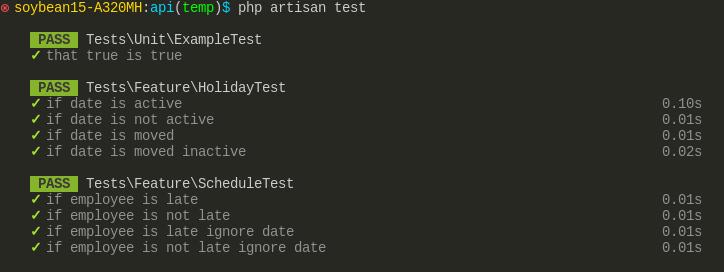 soybean15-A320MH:api(temp)$ php artisan test
PASS Tests\Unit\ExampleTest
✓ that true is true
PASS Tests\Feature\HolidayTest
✓ if date is active 0.10s
✓ if date is not active 0.01s
✓ if date is moved 0.01s
✓ if date is moved inactive 0.02s
PASS Tests\Feature\ScheduleTest
✓ if employee is late 0.01s
✓ if employee is not late 0.01s
✓ if employee is late ignore date 0.01s
✓ if employee is not late ignore date 0.01s